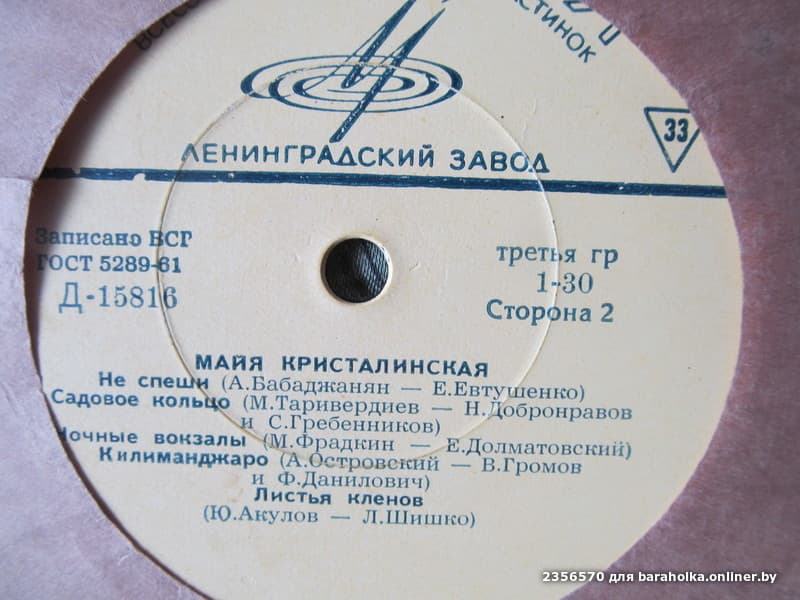 ЛЕНИНГРАДСКИЙ ЗАВОД
33
Записано ВСГ
ГОСТ 5289-61
Д-15816
третья гр
1-30
Сторона 2
МАЙЯ КРИСТАЛИНСКАЯ
Не спеши (А.Бабаджанян — Е.Евтушенко)
Садовое кольцо (М.Таривердиев — Н.Добронравов
и С.Гребенников)
Ночные вокзалы (М.Фрадкин — Е.Долматовский)
Килиманджаро (А.Островский — В.Громов
и Ф.Данилович)
Листья кленов
(Ю.Акулов — Л.Шишко)
2356570 для baraholka.onliner.by